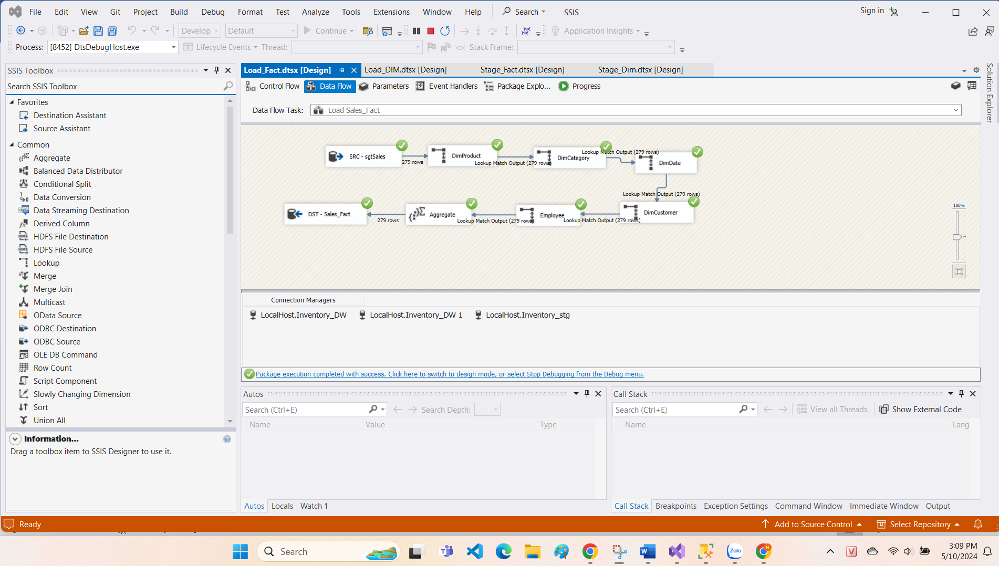 File Edit View Git Project Build Debug Format Test Analyze Tools Extensions Window Help Search SSIS Sign in
Develop Default Continue Application Insights
Process: [8452] DtsDebugHost.exe Lifecycle Events Thread: Stack Frame:
SSIS Toolbox
Search SSIS Toolbox
Favorites
Destination Assistant
Source Assistant
Common
Aggregate
Balanced Data Distributor
Conditional Split
Data Conversion
Data Streaming Destination
Derived Column
HDFS File Destination
HDFS File Source
Lookup
Merge
Merge Join
Multicast
OData Source
ODBC Destination
ODBC Source
OLE DB Command
Row Count
Script Component
Slowly Changing Dimension
Sort
Union All
Information...
Drag a toolbox item to SSIS Designer to use it.
Load_Fact.dtsx [Design] Load_DIM.dtsx [Design] Stage_Fact.dtsx [Design] Stage_Dim.dtsx [Design]
Control Flow Data Flow Parameters Event Handlers Package Explo... Progress
Data Flow Task: Load Sales_Fact
SRC - sgtSales
279 rows
DimProduct
Lookup Match Output (279 rows)
DimCategory
Lookup Match Output (279 rows)
DimDate
Lookup Match Output (279 rows)
DimCustomer
Lookup Match Output (279 rows)
Employee
Lookup Match Output (279 rows)
Aggregate
279 rows
DST - Sales_Fact
100%
Connection Managers
LocalHost.Inventory_DW LocalHost.Inventory_DW 1 LocalHost.Inventory_stg
Package execution completed with success. Click here to switch to design mode, or select Stop Debugging from the Debug menu.
Autos
Search (Ctrl+E) Search Depth:
Name Value Type
Autos Locals Watch 1
Call Stack
Search (Ctrl+E) View all Threads Show External Code
Name Lang
Call Stack Breakpoints Exception Settings Command Window Immediate Window Output
Solution Explorer
Ready Add to Source Control Select Repository
Search
Zalo
N
V
3:09 PM
5/10/2024